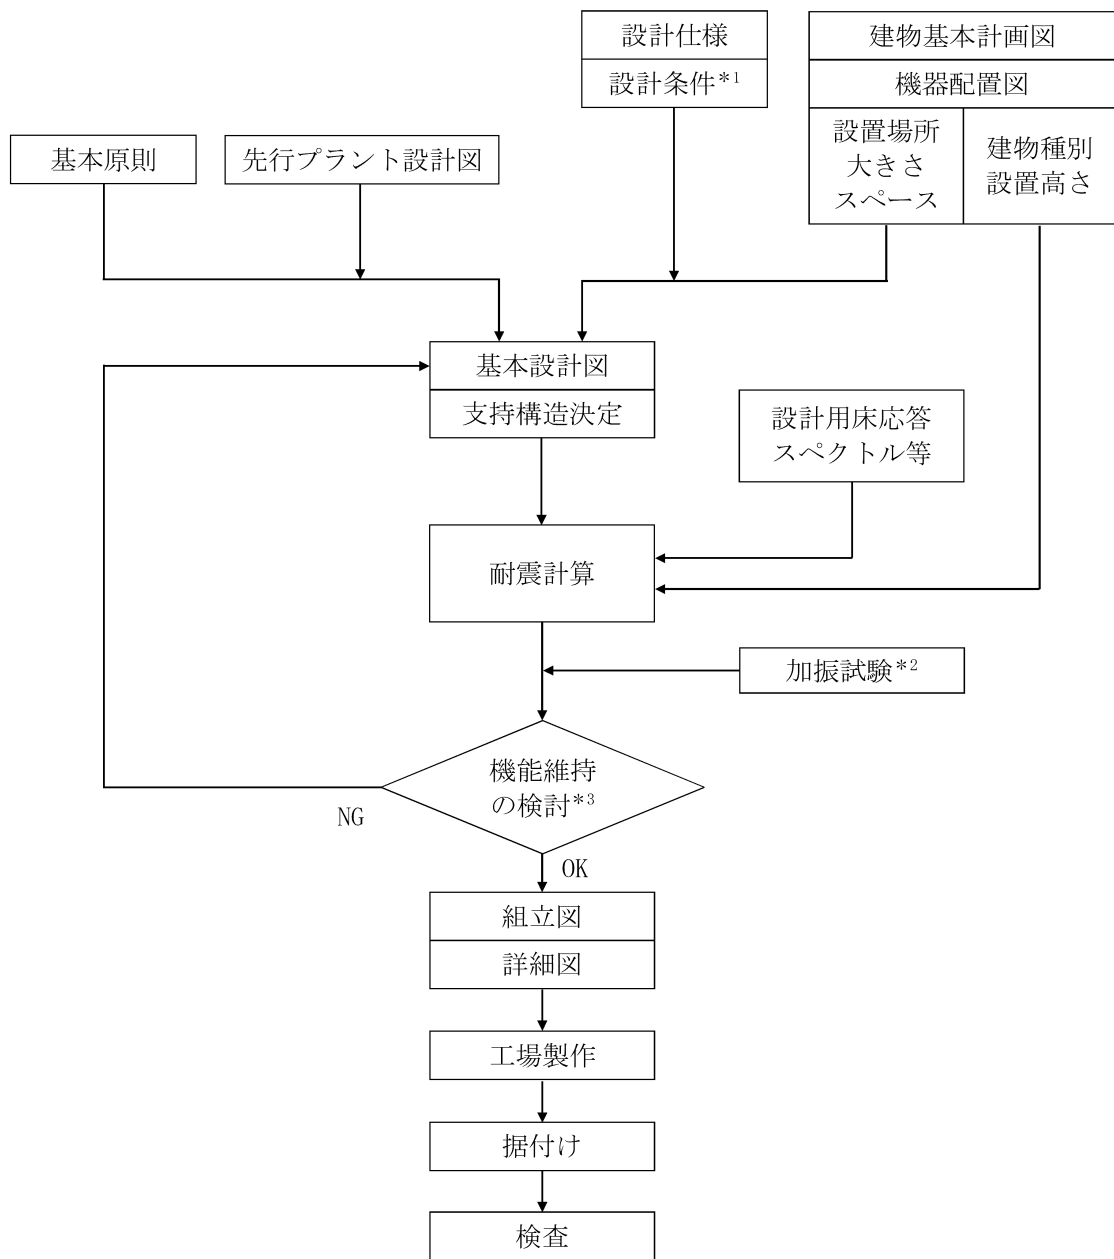 設計仕様
設計条件*1
建物基本計画図
機器配置図
設置場所
大きさ
スペース
建物種別
設置高さ
基本原則
先行プラント設計図
基本設計図
支持構造決定
設計用床応答
スペクトル等
耐震計算
加振試験*2
機能維持
の検討*3
NG
OK
組立図
詳細図
工場製作
据付け
検査